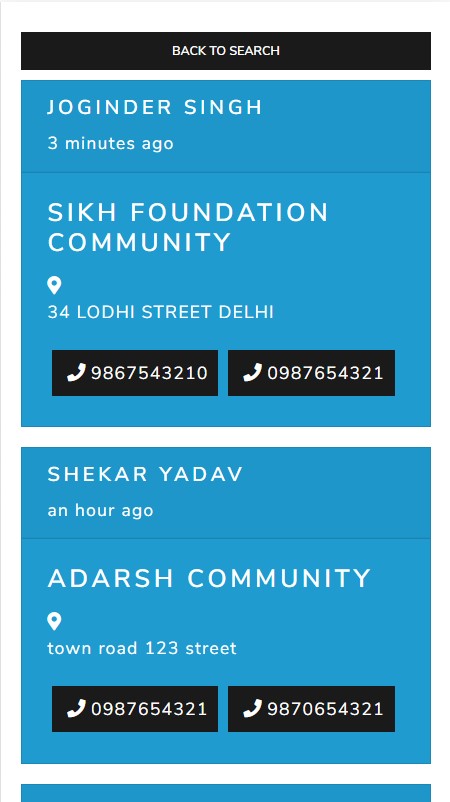 BACK TO SEARCH
JOGINDER SINGH
3 minutes ago
SIKH FOUNDATION
COMMUNITY
34 LODHI STREET DELHI
9867543210 0987654321
SHEKAR YADAV
an hour ago
ADARSH COMMUNITY
town road 123 street
0987654321 9870654321